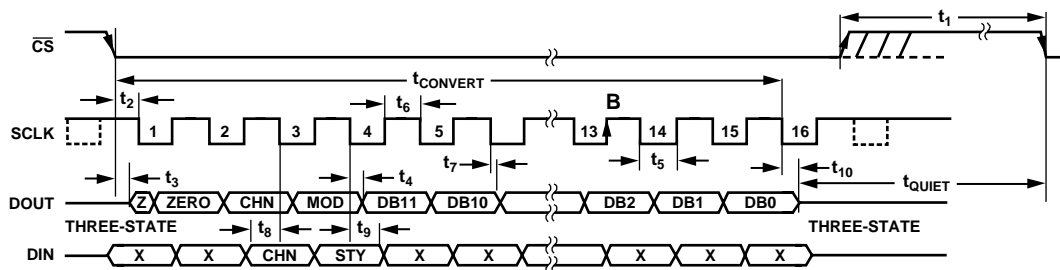 t1
CS
tCONVERT
t2 t6 B
SCLK 1 2 3 4 5 13 14 15 16
t3 t4 t7 t5 t10 tQUIET
DOUT Z ZERO CHN MOD DB11 DB10 DB2 DB1 DB0
THREE-STATE t8 t9 THREE-STATE
DIN X X CHN STY X X X X X